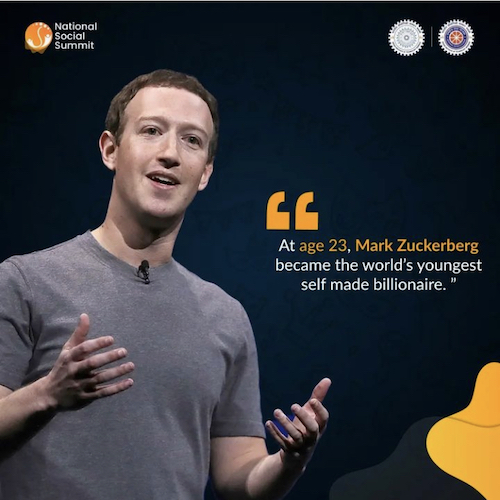 National
Social
Summit
“
At age 23, Mark Zuckerberg
became the world’s youngest
self made billionaire. ”